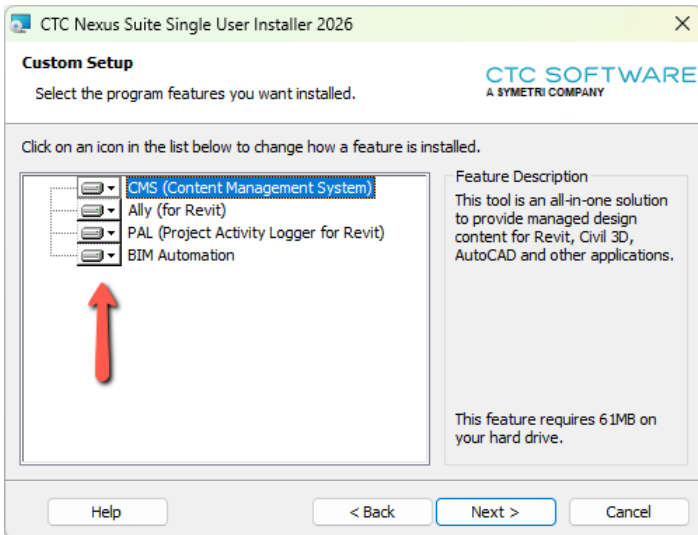 CTC Nexus Suite Single User Installer 2026
Custom Setup
Select the program features you want installed.
CTC SOFTWARE
A SYMETRI COMPANY
Click on an icon in the list below to change how a feature is installed.
CMS (Content Management System)
Ally (for Revit)
PAL (Project Activity Logger for Revit)
BIM Automation
Feature Description
This tool is an all-in-one solution
to provide managed design
content for Revit, Civil 3D,
AutoCAD and other applications.
This feature requires 61MB on
your hard drive.
Help
< Back
Next >
Cancel